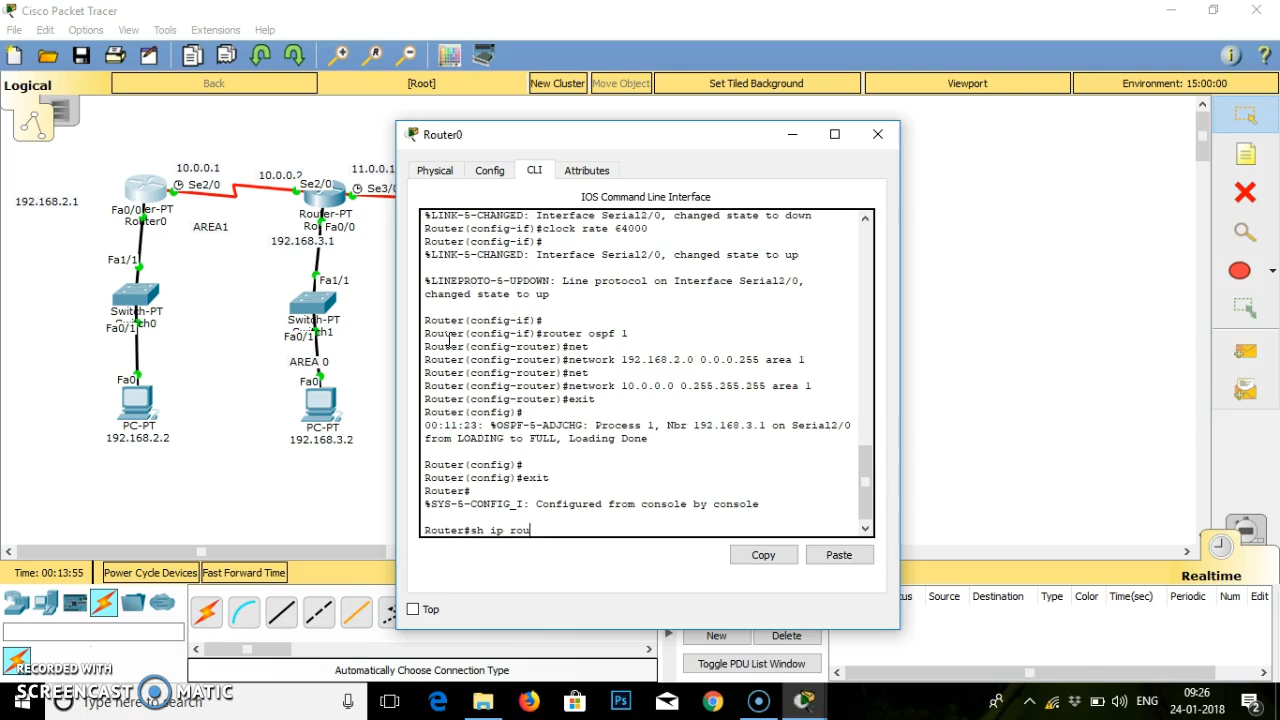 Cisco Packet Tracer
File Edit Options View Tools Extensions Help
Logical Back [Root] New Cluster Move Object Set Tiled Background Viewport Environment: 15:00:00
10.0.0.1
Se2/0
10.0.0.2
Se2/0
11.0.0.
Se3/
192.168.2.1
Fa0/0
er-PT
Router0
AREA1
Router-PT
Fa0/0
192.168.3.1
Fa1/1
Fa1/1
Switch-PT
Switch0
Fa0/1
Switch-PT
Switch1
Fa0/1
AREA 0
Fa0
Fa0
PC-PT
192.168.2.2
PC-PT
192.168.3.2
Router0
Physical Config CLI Attributes
IOS Command Line Interface
%LINK-5-CHANGED: Interface Serial2/0, changed state to down
Router(config-if)#clock rate 64000
Router(config-if)#
%LINK-5-CHANGED: Interface Serial2/0, changed state to up
%LINEPROTO-5-UPDOWN: Line protocol on Interface Serial2/0,
changed state to up
Router(config-if)#
Router(config-if)#router ospf 1
Router(config-router)#net
Router(config-router)#network 192.168.2.0 0.0.0.255 area 1
Router(config-router)#net
Router(config-router)#network 10.0.0.0 0.255.255.255 area 1
Router(config-router)#exit
Router(config)#
00:11:23: %OSPF-5-ADJCHG: Process 1, Nbr 192.168.3.1 on Serial2/0
from LOADING to FULL, Loading Done
Router(config)#
Router(config)#exit
Router#
%SYS-5-CONFIG_I: Configured from console by console
Router#sh ip rou
Copy Paste
Top
Time: 00:13:55 Power Cycle Devices Fast Forward Time
Realtime
Source Destination Type Color Time(sec) Periodic Num Edit
New Delete
Toggle PDU List Window
Automatically Choose Connection Type
RECORDED WITH
SCREENCAST MATIC
here to search
ENG
09:26
24-01-2018
2